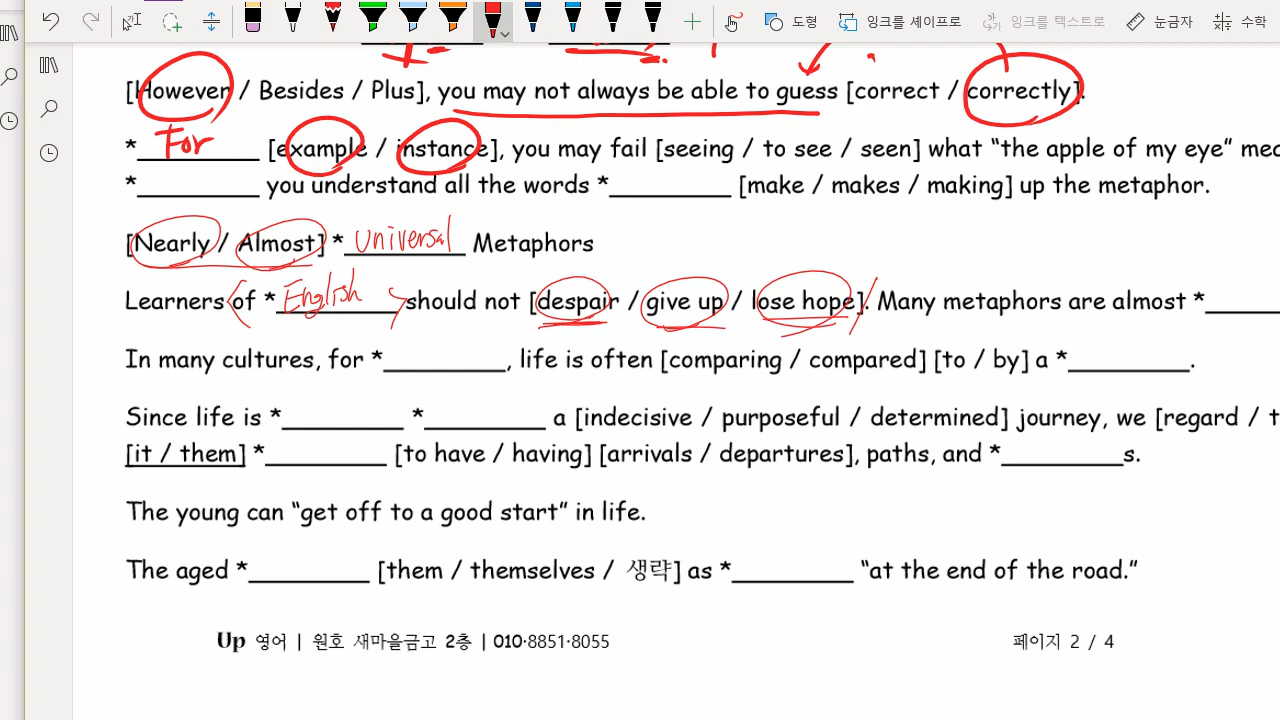 도형 잉크를 셰이프로 잉크를 텍스트로 눈금자 수학
[However / Besides / Plus], you may not always be able to guess [correct / correctly].
*For [example / instance], you may fail [seeing / to see / seen] what “the apple of my eye”
*_________ you understand all the words *_________ [make / makes / making] up the metaphor.
[Nearly / Almost] *universal Metaphors
Learners of *English should not [despair / give up / lose hope]. Many metaphors are almost *______
In many cultures, for *_________, life is often [comparing / compared] [to / by] a *_________.
Since life is *_________ *_________ a [indecisive / purposeful / determined] journey, we [regard /
[it / them] *_________ [to have / having] [arrivals / departures], paths, and *_________s.
The young can “get off to a good start” in life.
The aged *_________ [them / themselves / 생략] as *_________ “at the end of the road.”
Up 영어 | 원호 새마을금고 2층 | 010·8851·8055 페이지 2 / 4